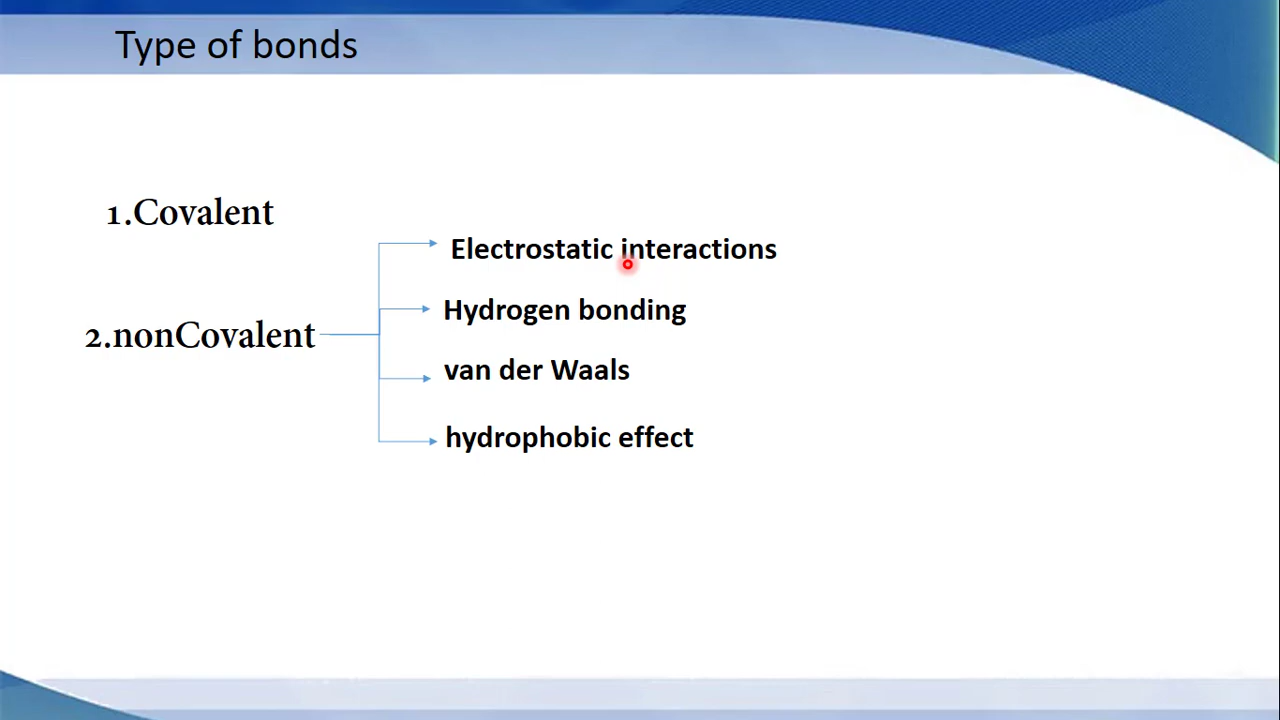 Type of bonds
1.Covalent
Electrostatic interactions
Hydrogen bonding
2.nonCovalent
van der Waals
hydrophobic effect